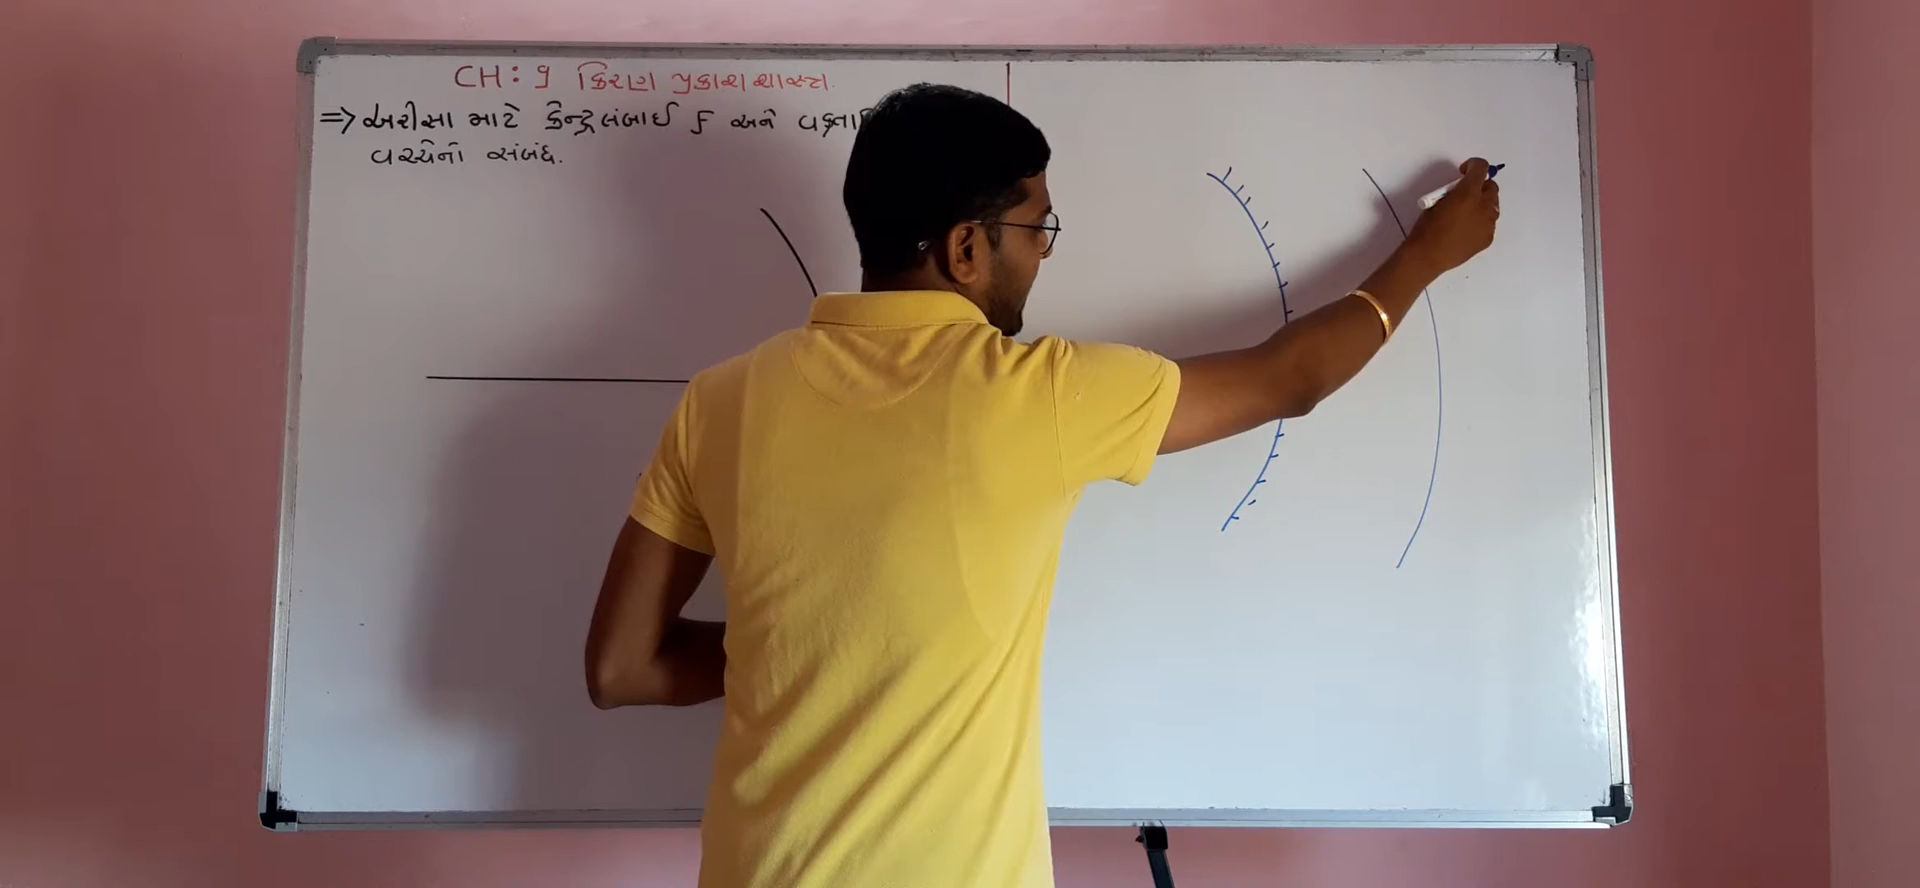 CH: 9 કિરણ પ્રકાશશાસ્ત્ર.
⇒ અરીસા માટે કેન્દ્રલંબાઈ f અને
વચ્ચેનો સંબંધ.